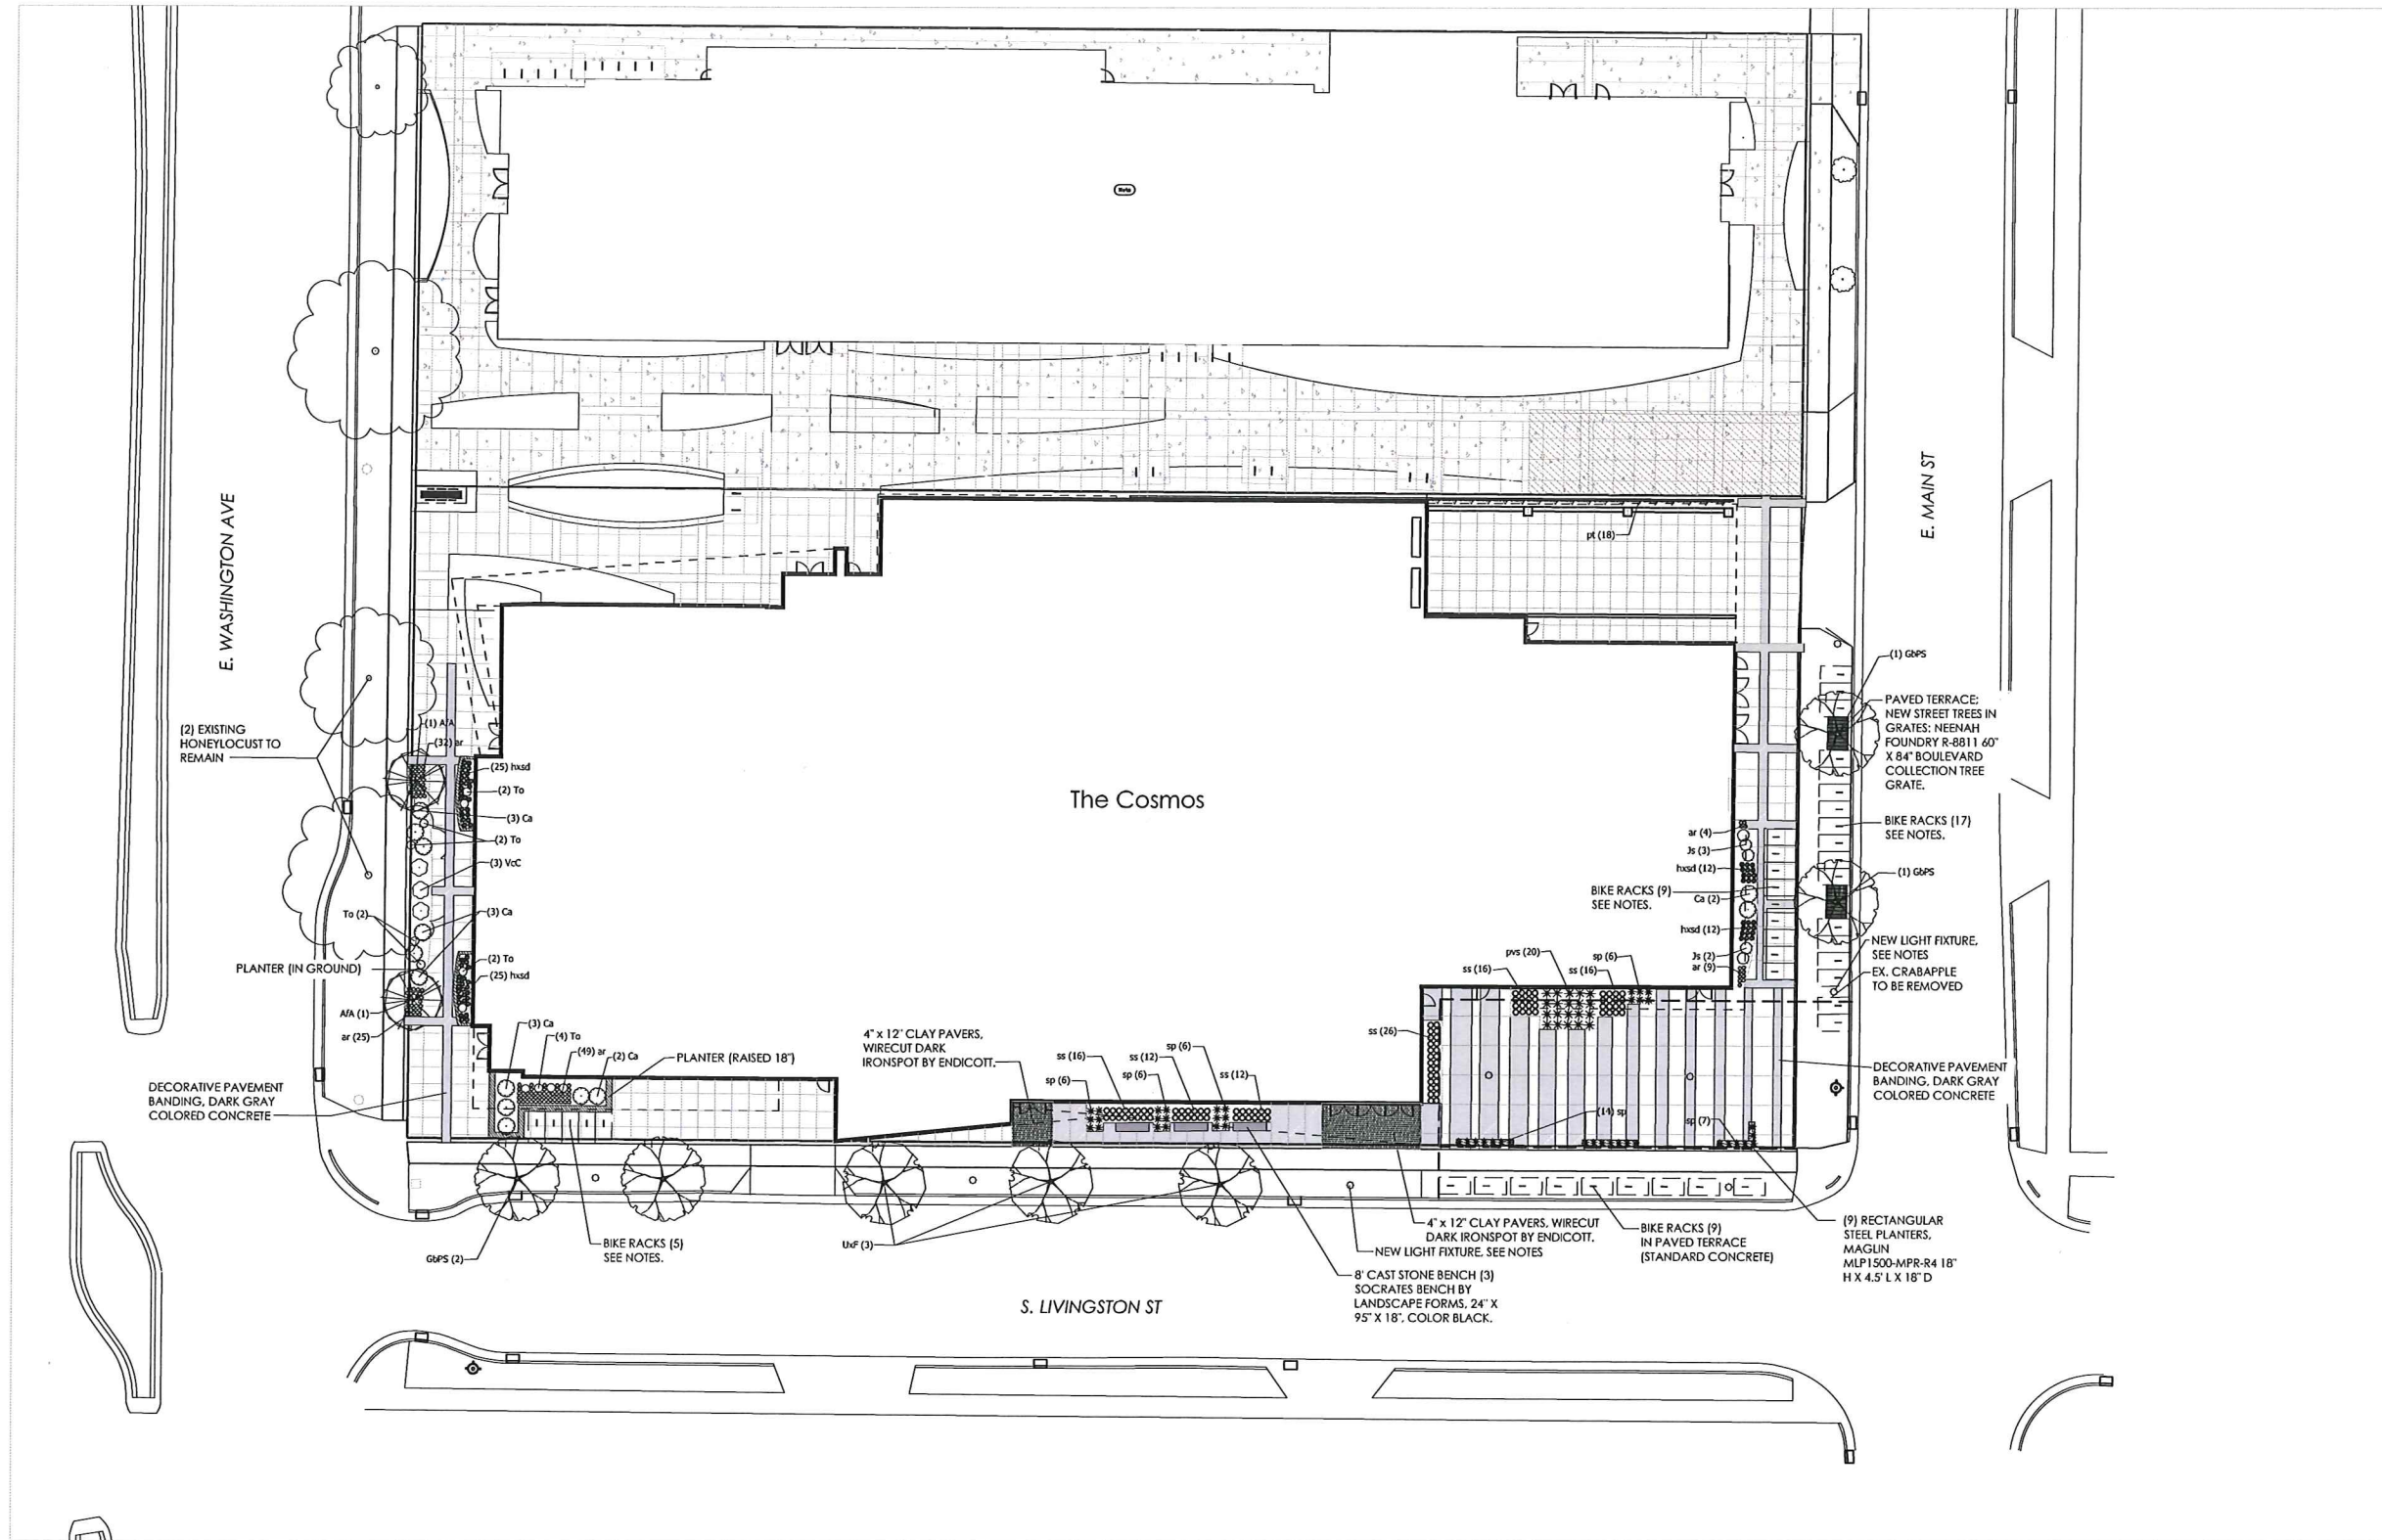 E. WASHINGTON AVE
E. MAIN ST
pt (18)
(1) GbPS
PAVED TERRACE;
NEW STREET TREES IN
GRATES: NEENAH
FOUNDRY R-8811 60"
X 84" BOULEVARD
COLLECTION TREE
GRATE.
(2) EXISTING
HONEYLOCUST TO
REMAIN
(1) AfA
(32) ar
(25) hxsd
(2) To
(3) Ca
(2) To
(3) VcC
To (2)
(3) Ca
PLANTER (IN GROUND)
(2) To
(25) hxsd
AfA (1)
ar (25)
The Cosmos
ar (4)
Js (3)
hxsd (12)
BIKE RACKS (9)
SEE NOTES.
Ca (2)
hxsd (12)
Js (2)
ar (9)
BIKE RACKS (17)
SEE NOTES.
(1) GbPS
NEW LIGHT FIXTURE,
SEE NOTES
EX. CRABAPPLE
TO BE REMOVED
pvs (20)
sp (6)
ss (16)
ss (16)
ss (26)
(3) Ca
(4) To
(49) ar
(2) Ca
PLANTER (RAISED 18")
4" x 12" CLAY PAVERS,
WIRECUT DARK
IRONSPOT BY ENDICOTT.
ss (16)
sp (6)
ss (12)
sp (6)
sp (6)
ss (12)
DECORATIVE PAVEMENT
BANDING, DARK GRAY
COLORED CONCRETE
DECORATIVE PAVEMENT
BANDING, DARK GRAY
COLORED CONCRETE
(14) sp
sp (7)
GbPS (2)
BIKE RACKS (5)
SEE NOTES.
UxF (3)
4" x 12" CLAY PAVERS, WIRECUT
DARK IRONSPOT BY ENDICOTT.
NEW LIGHT FIXTURE, SEE NOTES
8' CAST STONE BENCH (3)
SOCRATES BENCH BY
LANDSCAPE FORMS, 24" X
95" X 18", COLOR BLACK.
BIKE RACKS (9)
IN PAVED TERRACE
(STANDARD CONCRETE)
(9) RECTANGULAR
STEEL PLANTERS,
MAGLIN
MLP1500-MPR-R4 18"
H X 4.5' L X 18" D
S. LIVINGSTON ST